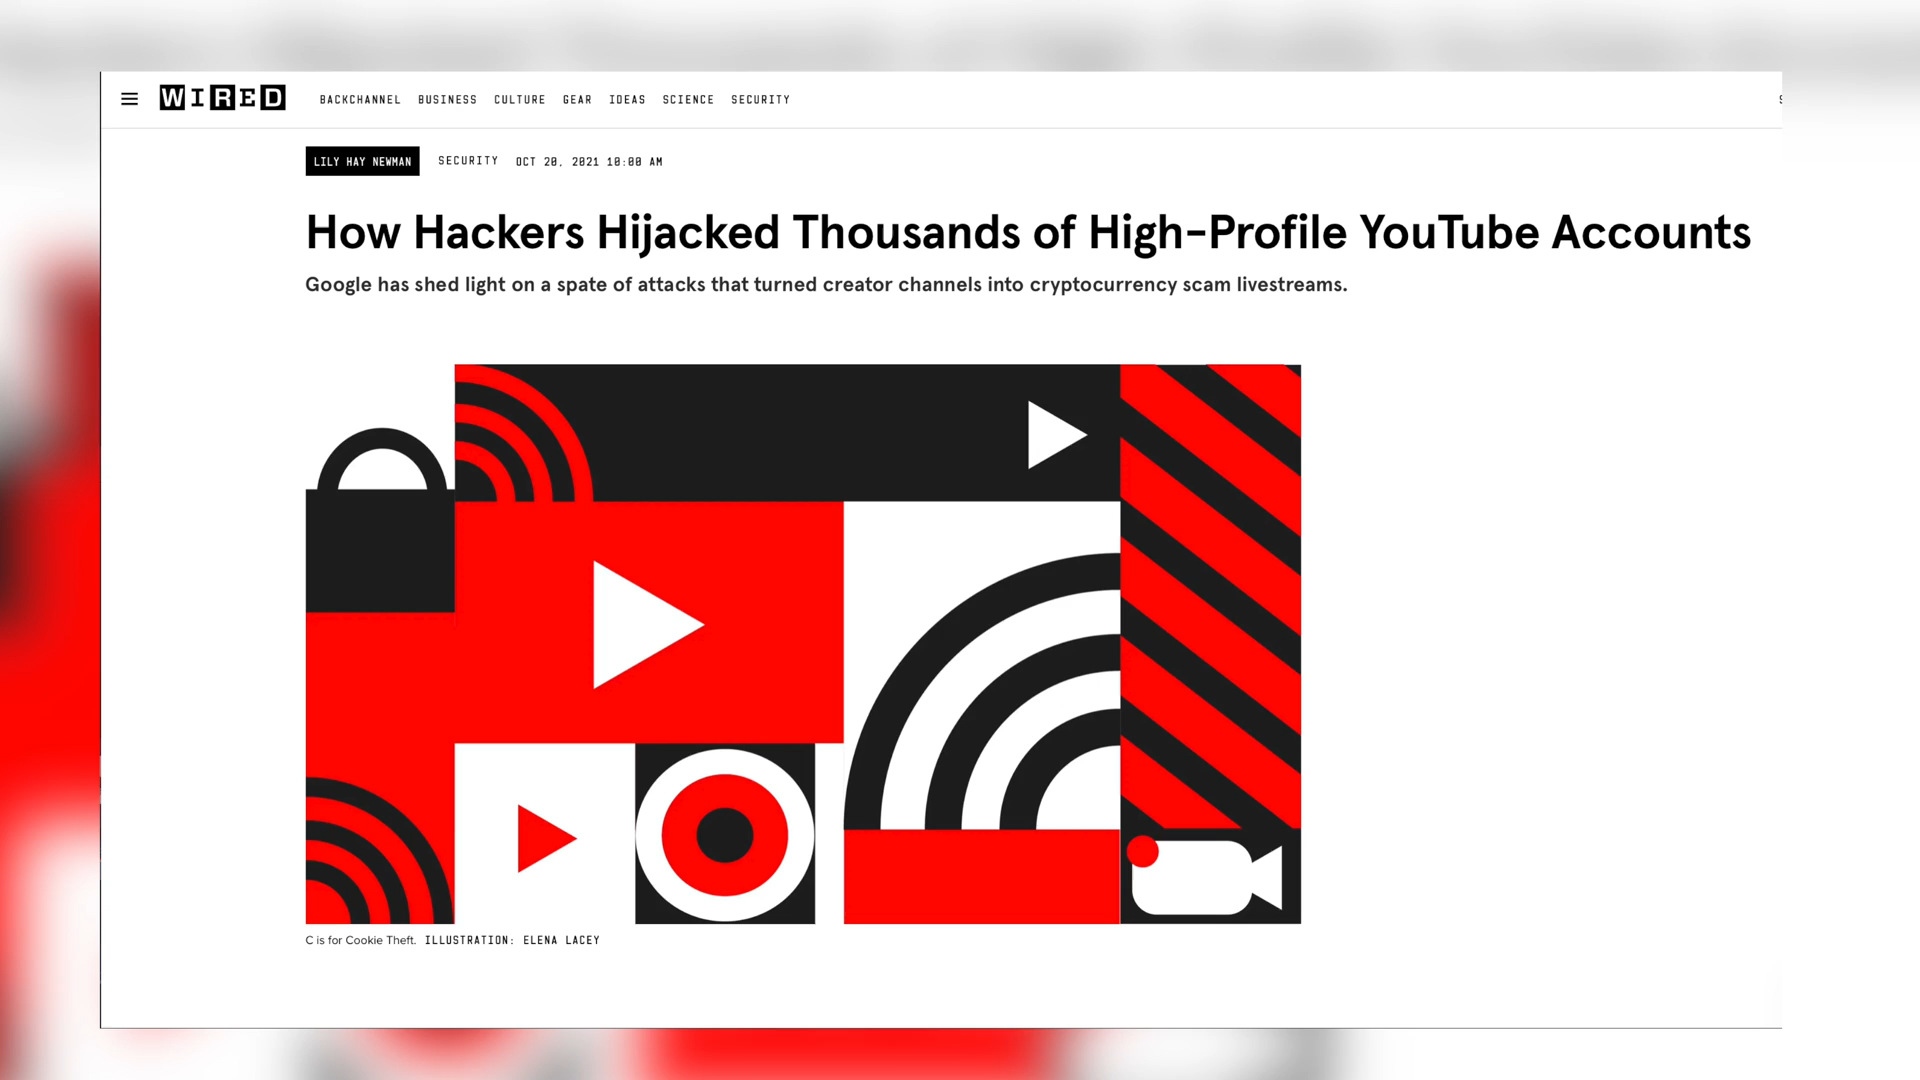 WIRED BACKCHANNEL BUSINESS CULTURE GEAR IDEAS SCIENCE SECURITY
LILY HAY NEWMAN SECURITY OCT 20, 2021 10:00 AM
How Hackers Hijacked Thousands of High-Profile YouTube Accounts
Google has shed light on a spate of attacks that turned creator channels into cryptocurrency scam livestreams.
C is for Cookie Theft. ILLUSTRATION: ELENA LACEY